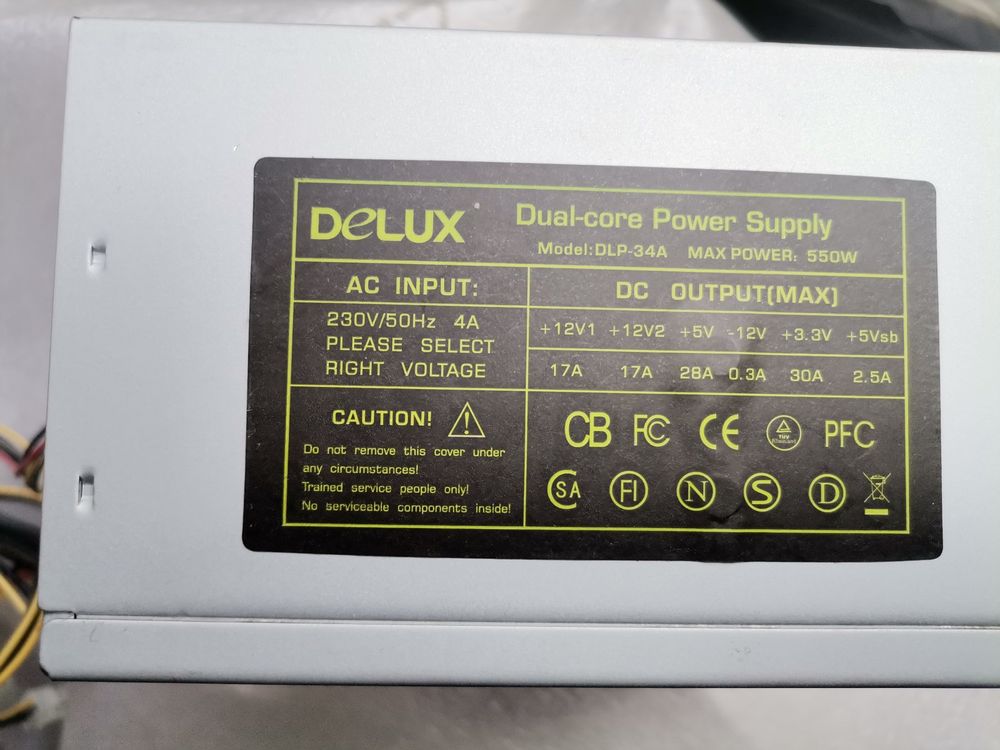 DeLUX
Dual-core Power Supply
Model:DLP-34A MAX POWER: 550W
AC INPUT:
230V/50Hz 4A
PLEASE SELECT
RIGHT VOLTAGE
DC OUTPUT(MAX)
+12V1 +12V2 +5V -12V +3.3V +5Vsb
17A 17A 28A 0.3A 30A 2.5A
CAUTION!
Do not remove this cover under
any circumstances!
Trained service people only!
No serviceable components inside!
CB FC CE TÜV Rheinland PFC
CSA FI N S D